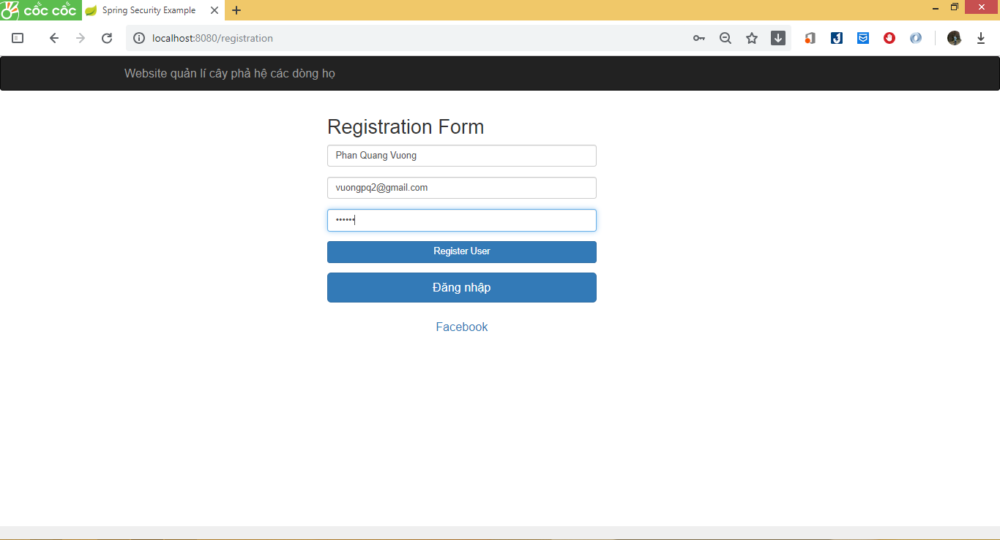 cốc cốc
Spring Security Example
localhost:8080/registration
Website quản lí cây phả hệ các dòng họ
Registration Form
Phan Quang Vuong
vuongpq2@gmail.com
••••••
Register User
Đăng nhập
Facebook